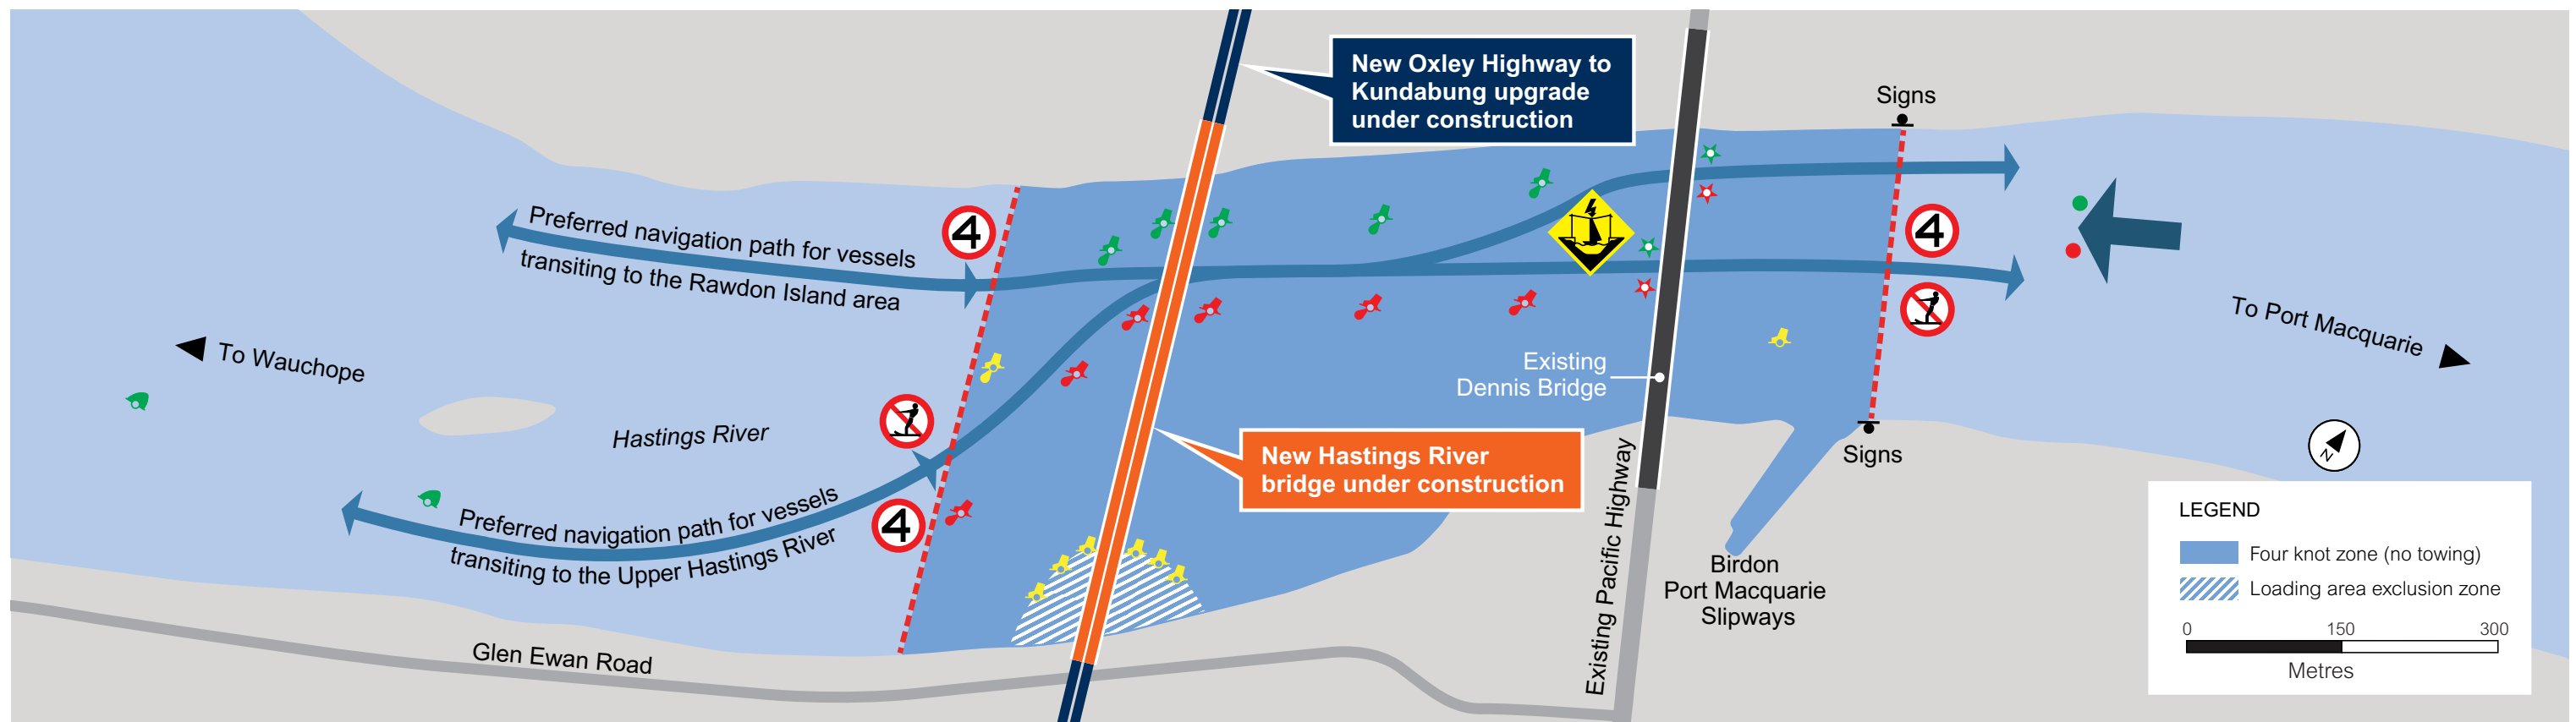 New Oxley Highway to
Kundabung upgrade
under construction
Signs
Preferred navigation path for vessels
transiting to the Rawdon Island area
4
4
To Port Macquarie
To Wauchope
Existing
Dennis Bridge
Hastings River
New Hastings River
bridge under construction
Signs
N
Preferred navigation path for vessels
transiting to the Upper Hastings River
4
Existing Pacific Highway
Birdon
Port Macquarie
Slipways
Glen Ewan Road
LEGEND
Four knot zone (no towing)
Loading area exclusion zone
0 150 300
Metres